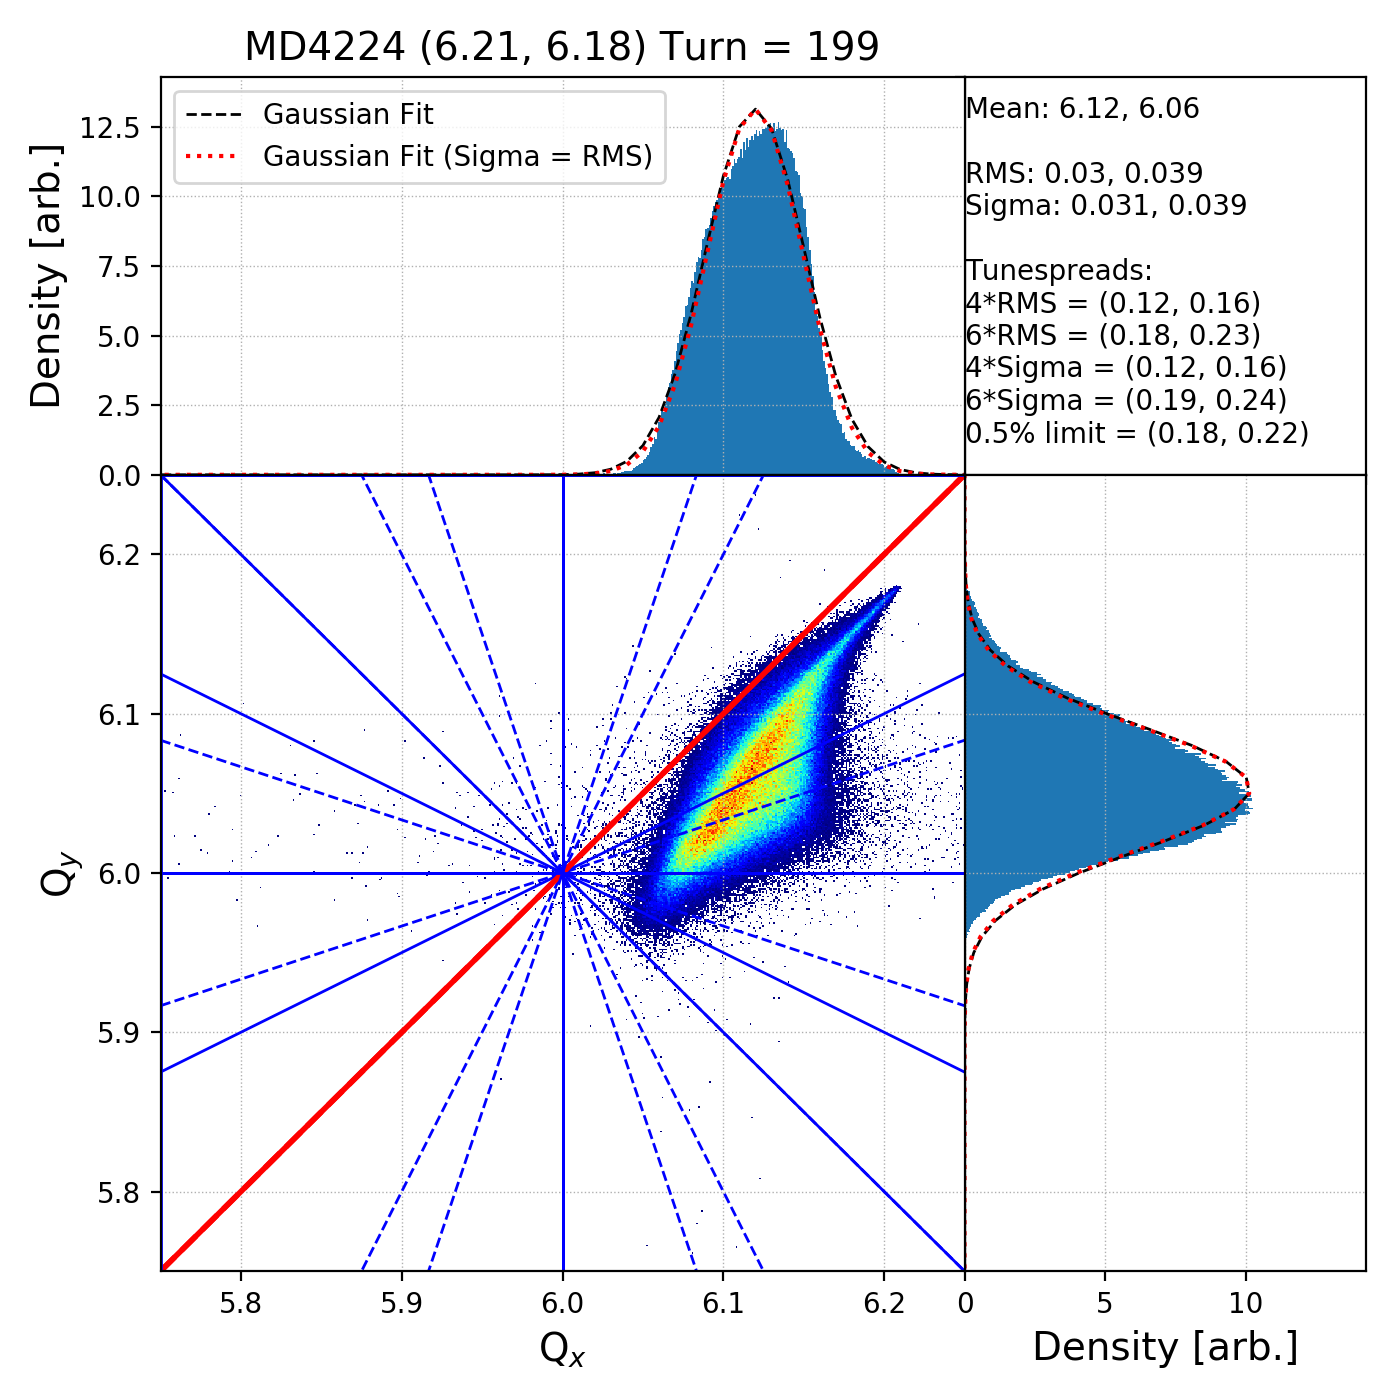 MD4224 (6.21, 6.18) Turn = 199
Gaussian Fit
Gaussian Fit (Sigma = RMS)
Density [arb.]
12.5
10.0
7.5
5.0
2.5
0.0
Mean: 6.12, 6.06
RMS: 0.03, 0.039
Sigma: 0.031, 0.039
Tunespreads:
4*RMS = (0.12, 0.16)
6*RMS = (0.18, 0.23)
4*Sigma = (0.12, 0.16)
6*Sigma = (0.19, 0.24)
0.5% limit = (0.18, 0.22)
Qy
6.2
6.1
6.0
5.9
5.8
5.8 5.9 6.0 6.1 6.2
Qx
0 5 10
Density [arb.]